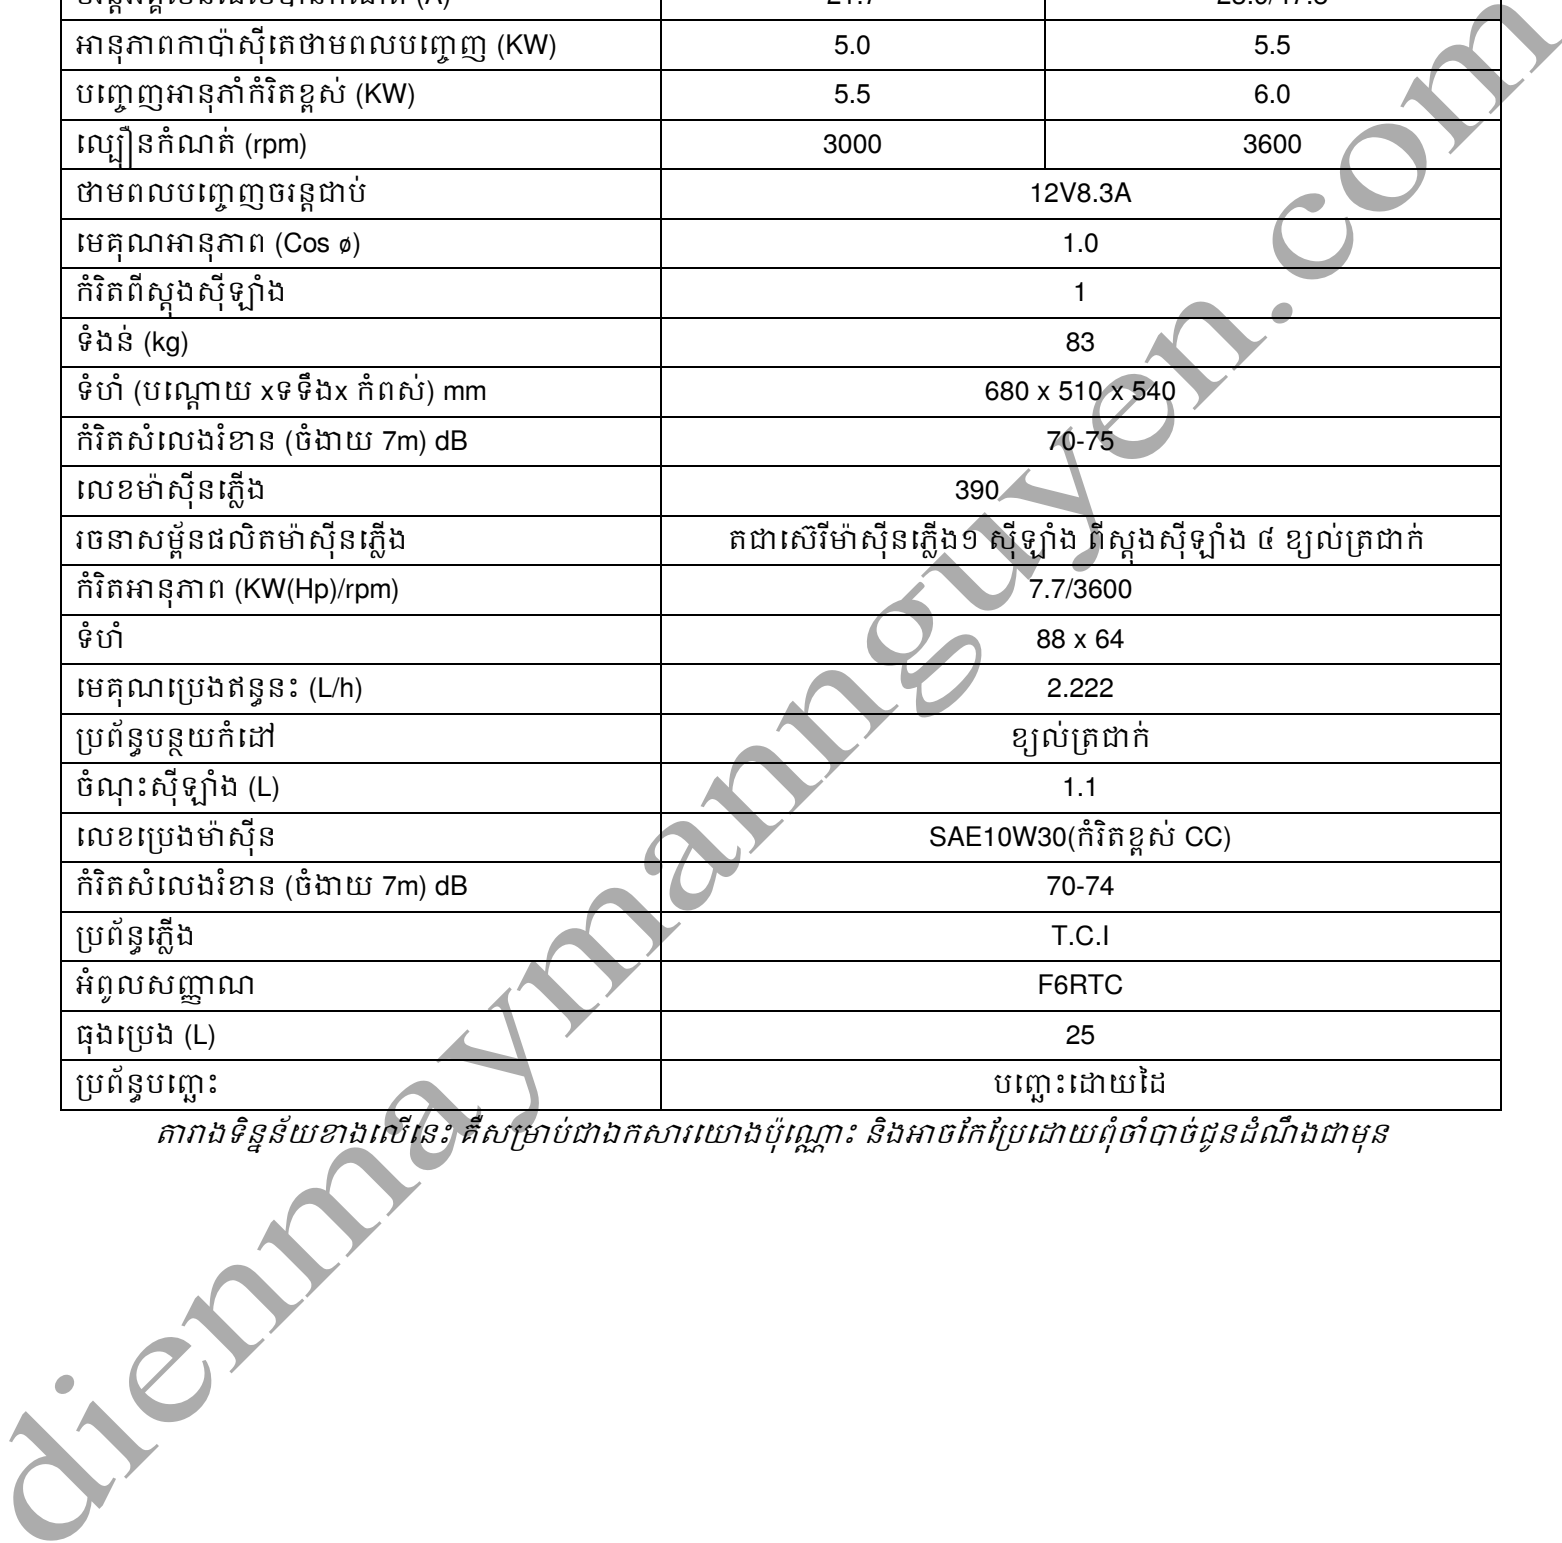 (A)
អានុភាពកាប៉ាស៊ីតេថាមពលបញ្ចេញ (KW) 5.0 5.5
បញ្ចេញអានុភាំកំរិតខ្ពស់ (KW) 5.5 6.0
ល្បឿនកំណត់ (rpm) 3000 3600
ថាមពលបញ្ចេញចរន្តជាប់ 12V8.3A
មេគុណអានុភាព (Cos ø) 1.0
កំរិតពីស្តុងស៊ីឡាំង 1
ទំងន់ (kg) 83
ទំហំ (បណ្តោយ xទទឹងx កំពស់) mm 680 x 510 x 540
កំរិតសំលេងរំខាន (ចំងាយ 7m) dB 70-75
លេខម៉ាស៊ីនភ្លើង 390
រចនាសម្ព័នផលិតម៉ាស៊ីនភ្លើង តជាស៊េរីម៉ាស៊ីនភ្លើង១ ស៊ីឡាំង ពីស្តុងស៊ីឡាំង ៤ ខ្យល់ត្រជាក់
កំរិតអានុភាព (KW(Hp)/rpm) 7.7/3600
ទំហំ 88 x 64
មេគុណប្រេងឥន្ធនះ (L/h) 2.222
ប្រព័ន្ធបន្ថយកំដៅ ខ្យល់ត្រជាក់
ចំណុះស៊ីឡាំង (L) 1.1
លេខប្រេងម៉ាស៊ីន SAE10W30(កំរិតខ្ពស់ CC)
កំរិតសំលេងរំខាន (ចំងាយ 7m) dB 70-74
ប្រព័ន្ធភ្លើង T.C.I
អំពូលសញ្ញាណ F6RTC
ធុងប្រេង (L) 25
ប្រព័ន្ធបញ្ឆេះ បញ្ឆេះដោយដៃ
តារាងទិន្នន័យខាងលើនេះ គឺសម្រាប់ជាឯកសារយោងប៉ុណ្ណោះ និងអាចកែប្រែដោយពុំចាំបាច់ជូនដំណឹងជាមុន
dienmaynannguyen.com